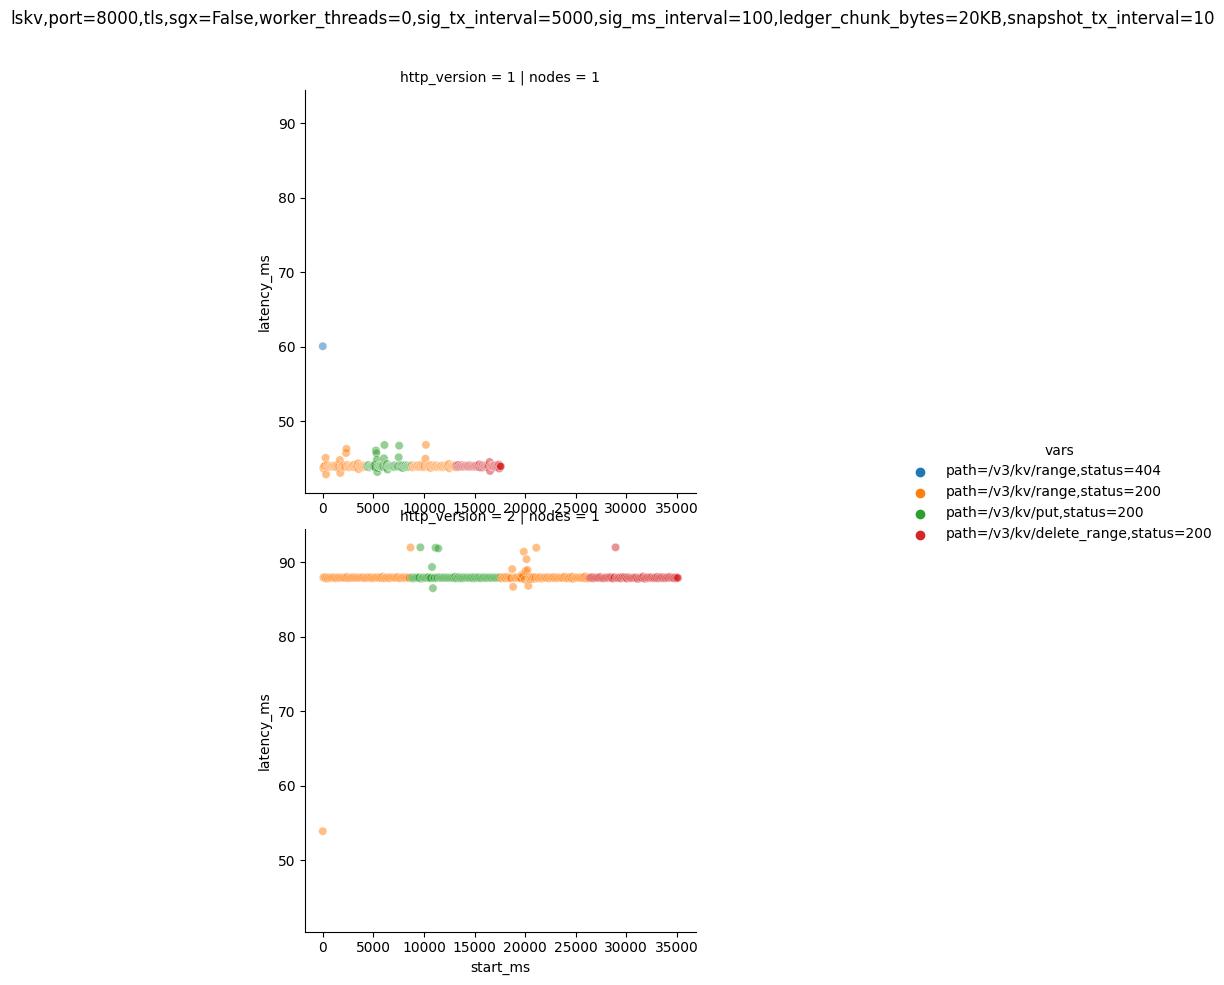 lskv,port=8000,tls,sgx=False,worker_threads=0,sig_tx_interval=5000,sig_ms_interval=100,ledger_chunk_bytes=20KB,snapshot_tx_interval=10
http_version = 1 | nodes = 1
90
80
70
60
50
latency_ms
0 5000 10000 15000 20000 25000 30000 35000
http_version = 2 | nodes = 1
90
80
70
60
50
latency_ms
0 5000 10000 15000 20000 25000 30000 35000
start_ms
vars
path=/v3/kv/range,status=404
path=/v3/kv/range,status=200
path=/v3/kv/put,status=200
path=/v3/kv/delete_range,status=200